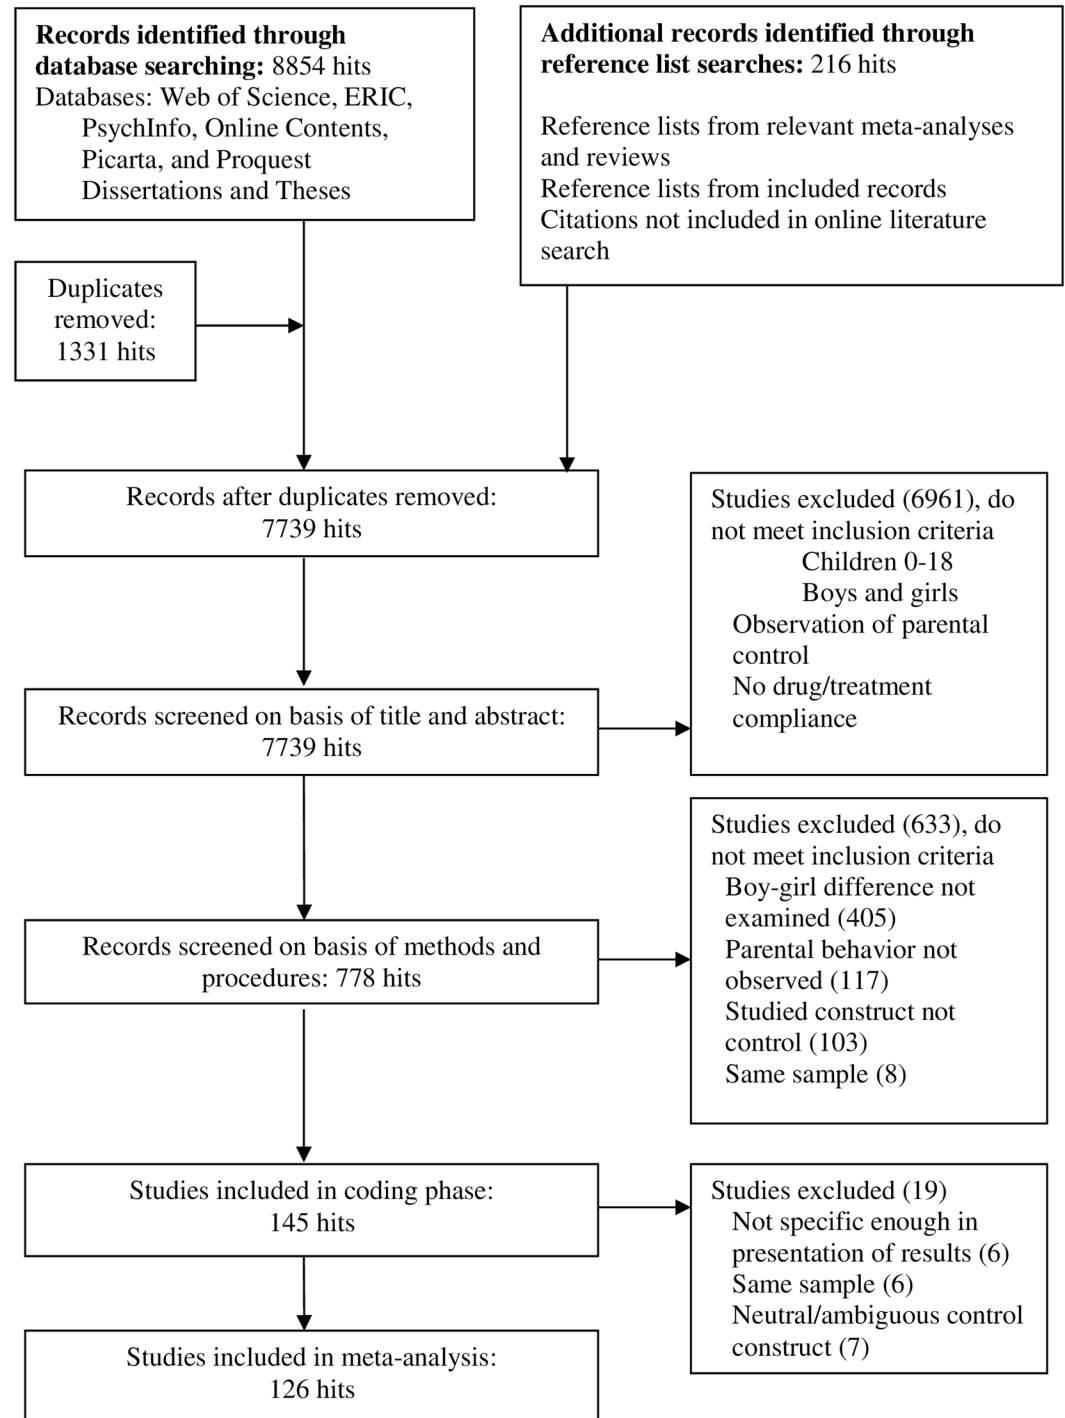 Records identified through
database searching: 8854 hits
Databases: Web of Science, ERIC,
PsychInfo, Online Contents,
Picarta, and Proquest
Dissertations and Theses
Additional records identified through
reference list searches: 216 hits
Reference lists from relevant meta-analyses
and reviews
Reference lists from included records
Citations not included in online literature
search
Duplicates
removed:
1331 hits
Records after duplicates removed:
7739 hits
Studies excluded (6961), do
not meet inclusion criteria
Children 0-18
Boys and girls
Observation of parental
control
No drug/treatment
compliance
Records screened on basis of title and abstract:
7739 hits
Studies excluded (633), do
not meet inclusion criteria
Boy-girl difference not
examined (405)
Parental behavior not
observed (117)
Studied construct not
control (103)
Same sample (8)
Records screened on basis of methods and
procedures: 778 hits
Studies included in coding phase:
145 hits
Studies excluded (19)
Not specific enough in
presentation of results (6)
Same sample (6)
Neutral/ambiguous control
construct (7)
Studies included in meta-analysis:
126 hits